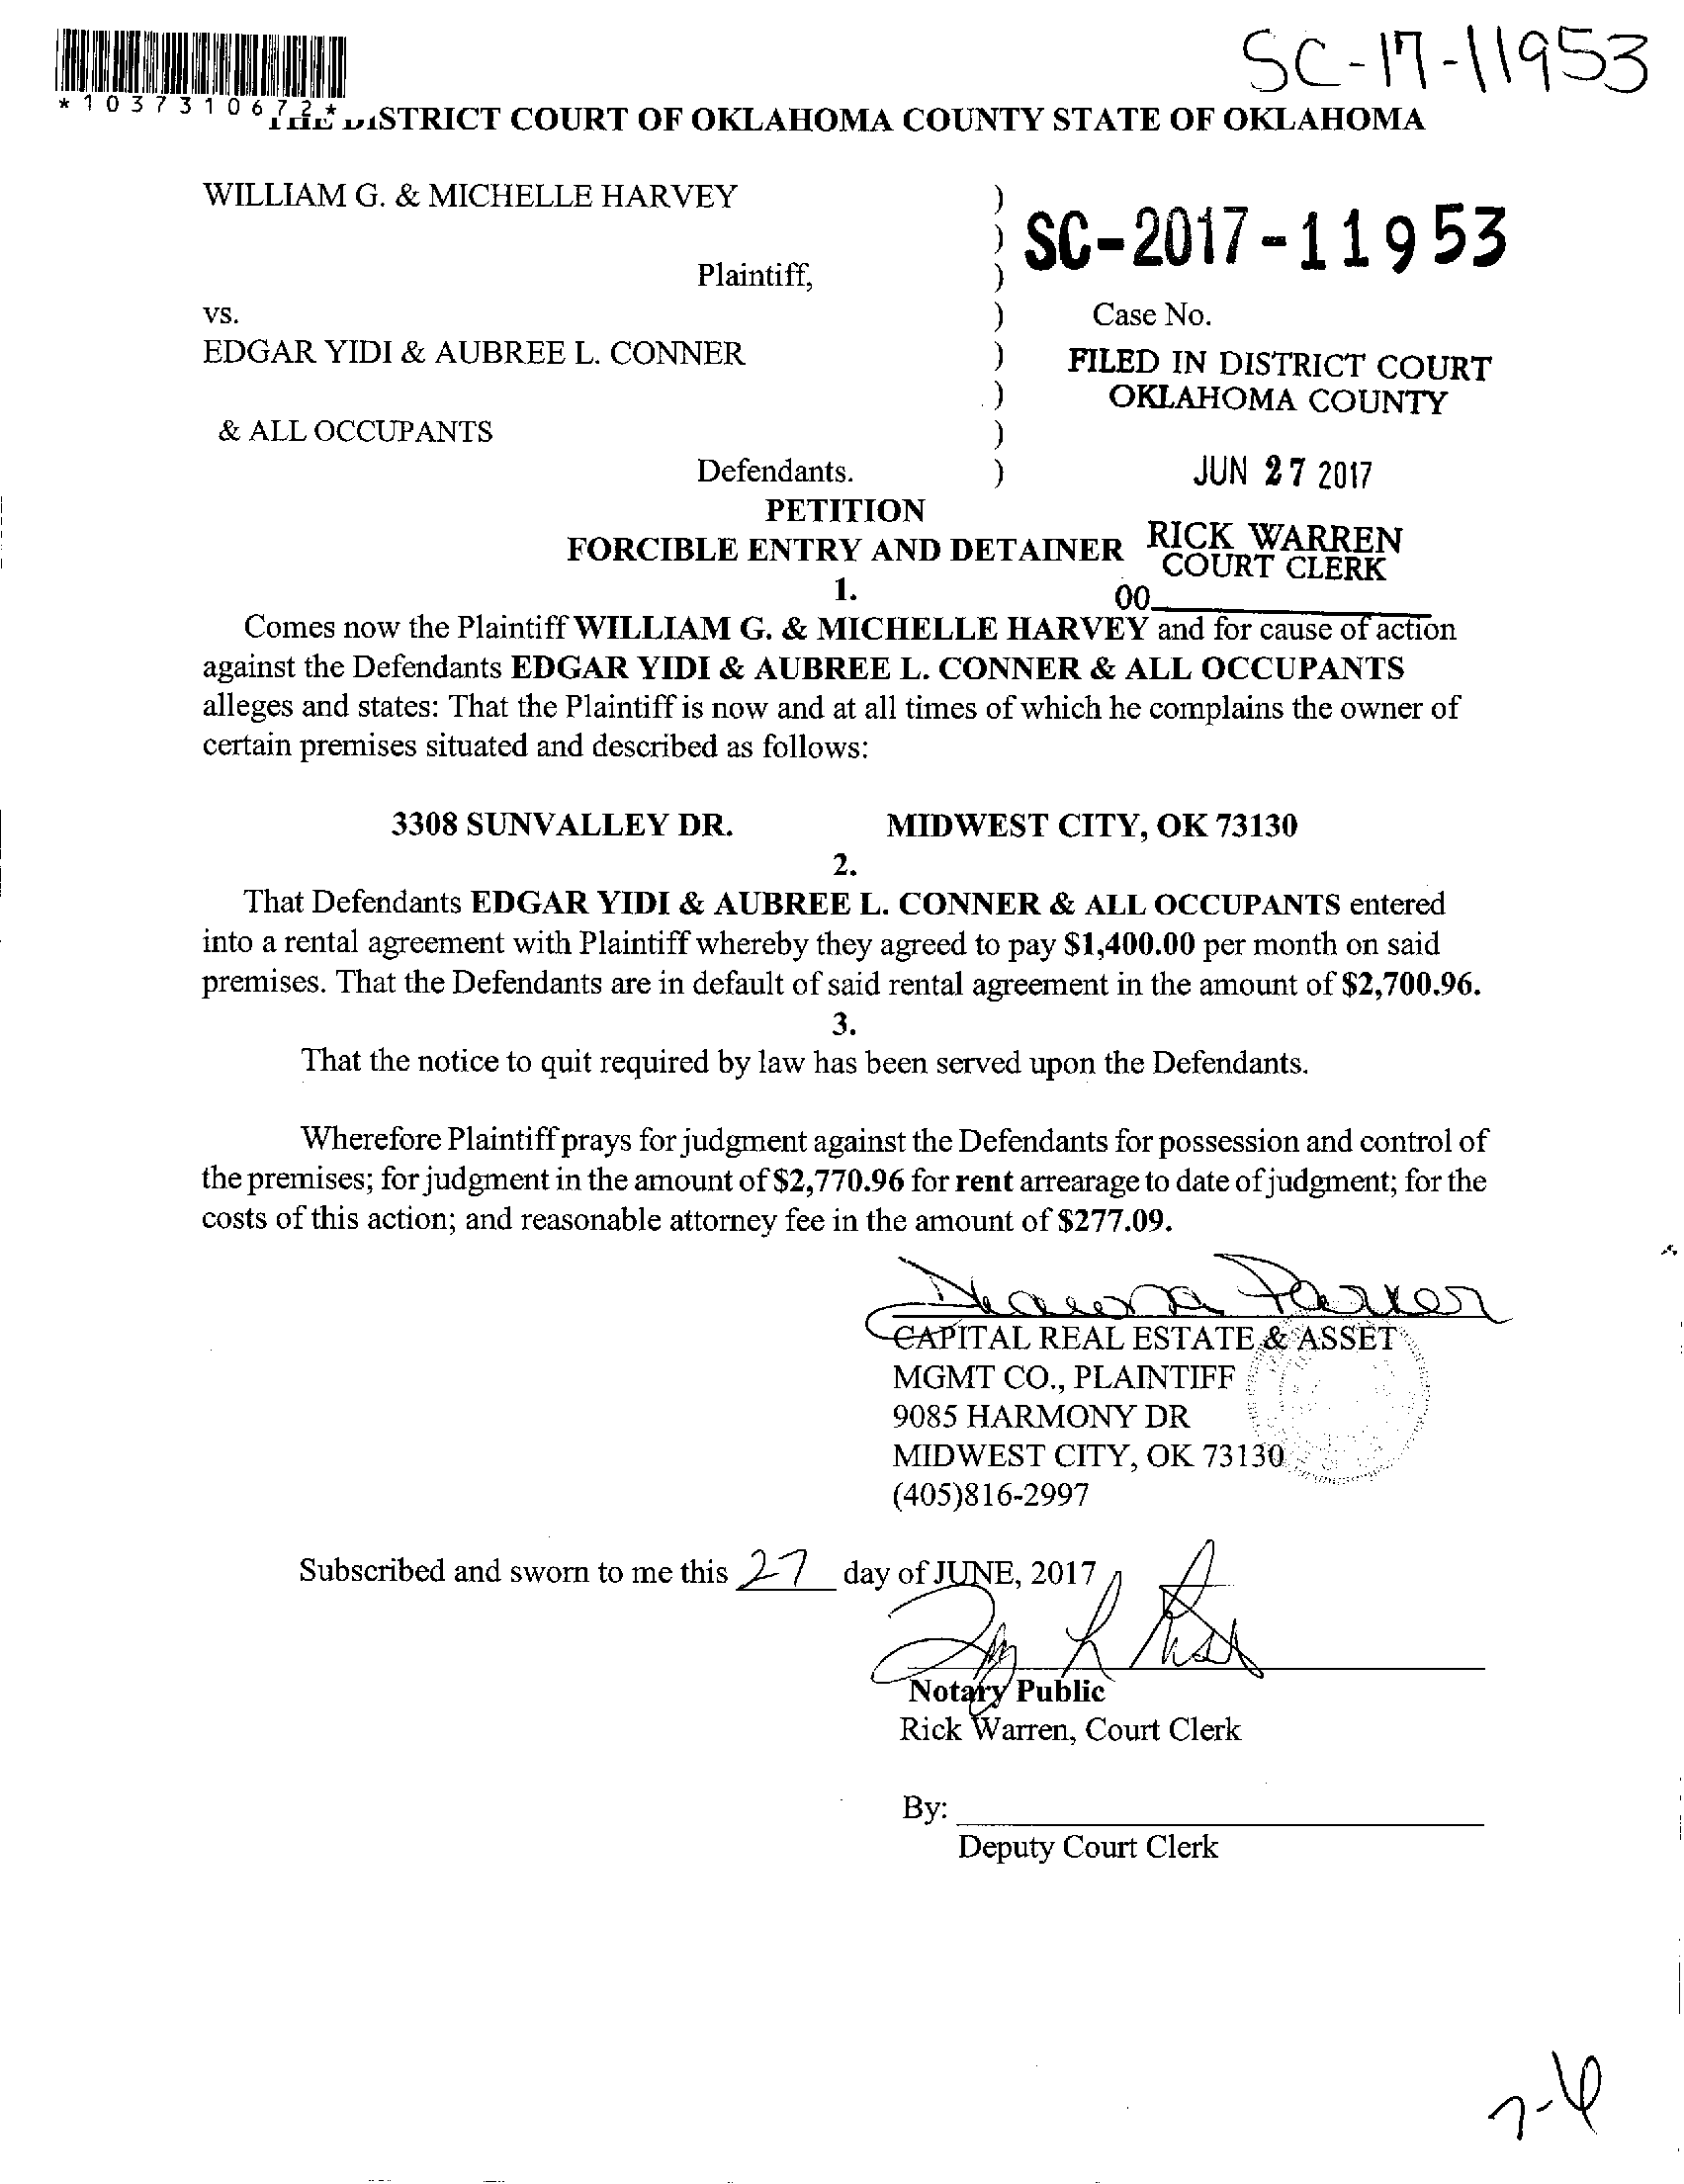 SC-17-11953
*1037310672*
THE DISTRICT COURT OF OKLAHOMA COUNTY STATE OF OKLAHOMA
WILLIAM G. & MICHELLE HARVEY )
) SC-2017-11953
Plaintiff, )
vs. ) Case No.
EDGAR YIDI & AUBREE L. CONNER ) FILED IN DISTRICT COURT
) OKLAHOMA COUNTY
& ALL OCCUPANTS )
Defendants. ) JUN 27 2017
PETITION
FORCIBLE ENTRY AND DETAINER RICK WARREN
COURT CLERK
1.
00
Comes now the Plaintiff WILLIAM G. & MICHELLE HARVEY and for cause of action
against the Defendants EDGAR YIDI & AUBREE L. CONNER & ALL OCCUPANTS
alleges and states: That the Plaintiff is now and at all times of which he complains the owner of
certain premises situated and described as follows:
3308 SUNVALLEY DR. MIDWEST CITY, OK 73130
2.
That Defendants EDGAR YIDI & AUBREE L. CONNER & ALL OCCUPANTS entered
into a rental agreement with Plaintiff whereby they agreed to pay $1,400.00 per month on said
premises. That the Defendants are in default of said rental agreement in the amount of $2,700.96.
3.
That the notice to quit required by law has been served upon the Defendants.
Wherefore Plaintiff prays for judgment against the Defendants for possession and control of
the premises; for judgment in the amount of $2,770.96 for rent arrearage to date of judgment; for the
costs of this action; and reasonable attorney fee in the amount of $277.09.
Parker
CAPITAL REAL ESTATE & ASSET
MGMT CO., PLAINTIFF
9085 HARMONY DR
MIDWEST CITY, OK 73130
(405)816-2997
Subscribed and sworn to me this 27 day of JUNE, 2017
Notary Public
Rick Warren, Court Clerk
By:
Deputy Court Clerk
7-6